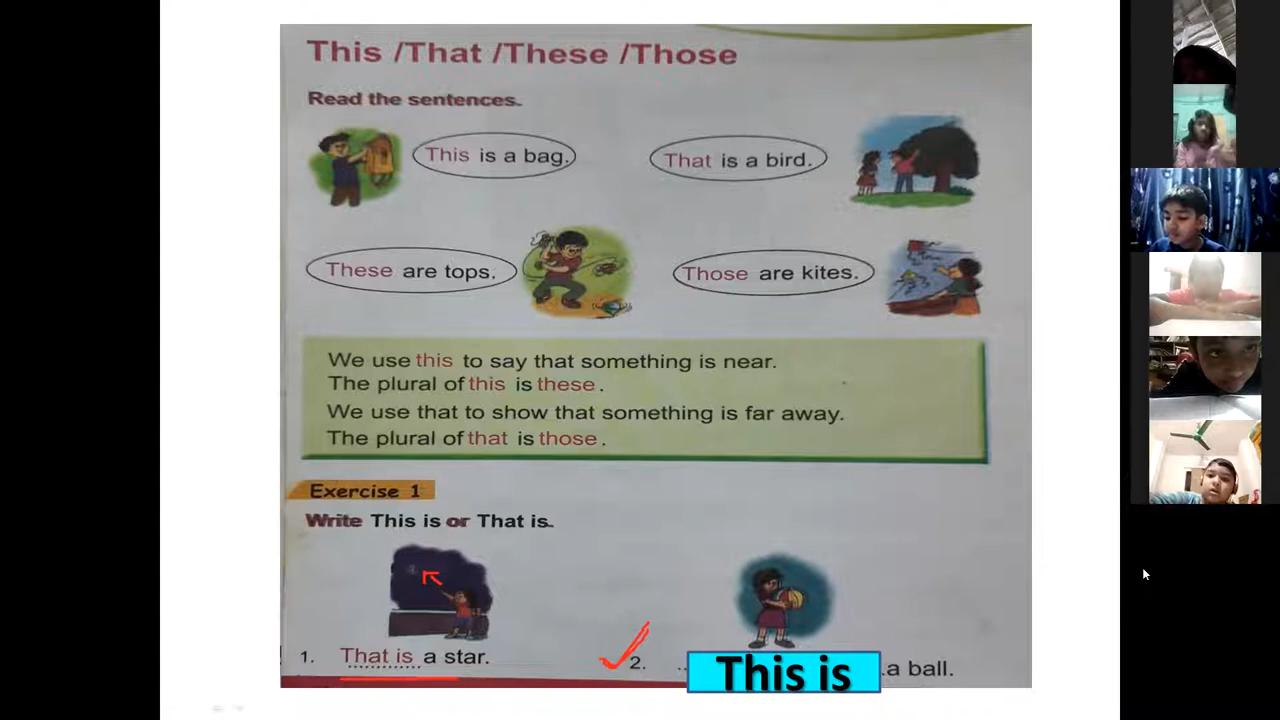 This /That /These /Those
Read the sentences.
This is a bag.
That is a bird.
These are tops.
Those are kites.
We use this to say that something is near.
The plural of this is these.
We use that to show that something is far away.
The plural of that is those.
Exercise 1
Write This is or That is.
1. That is a star.
2. .. This is .a ball.